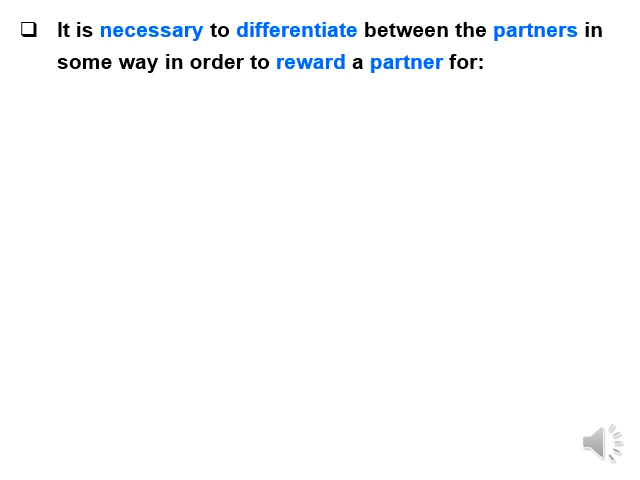 ❑ It is necessary to differentiate between the partners in
some way in order to reward a partner for: